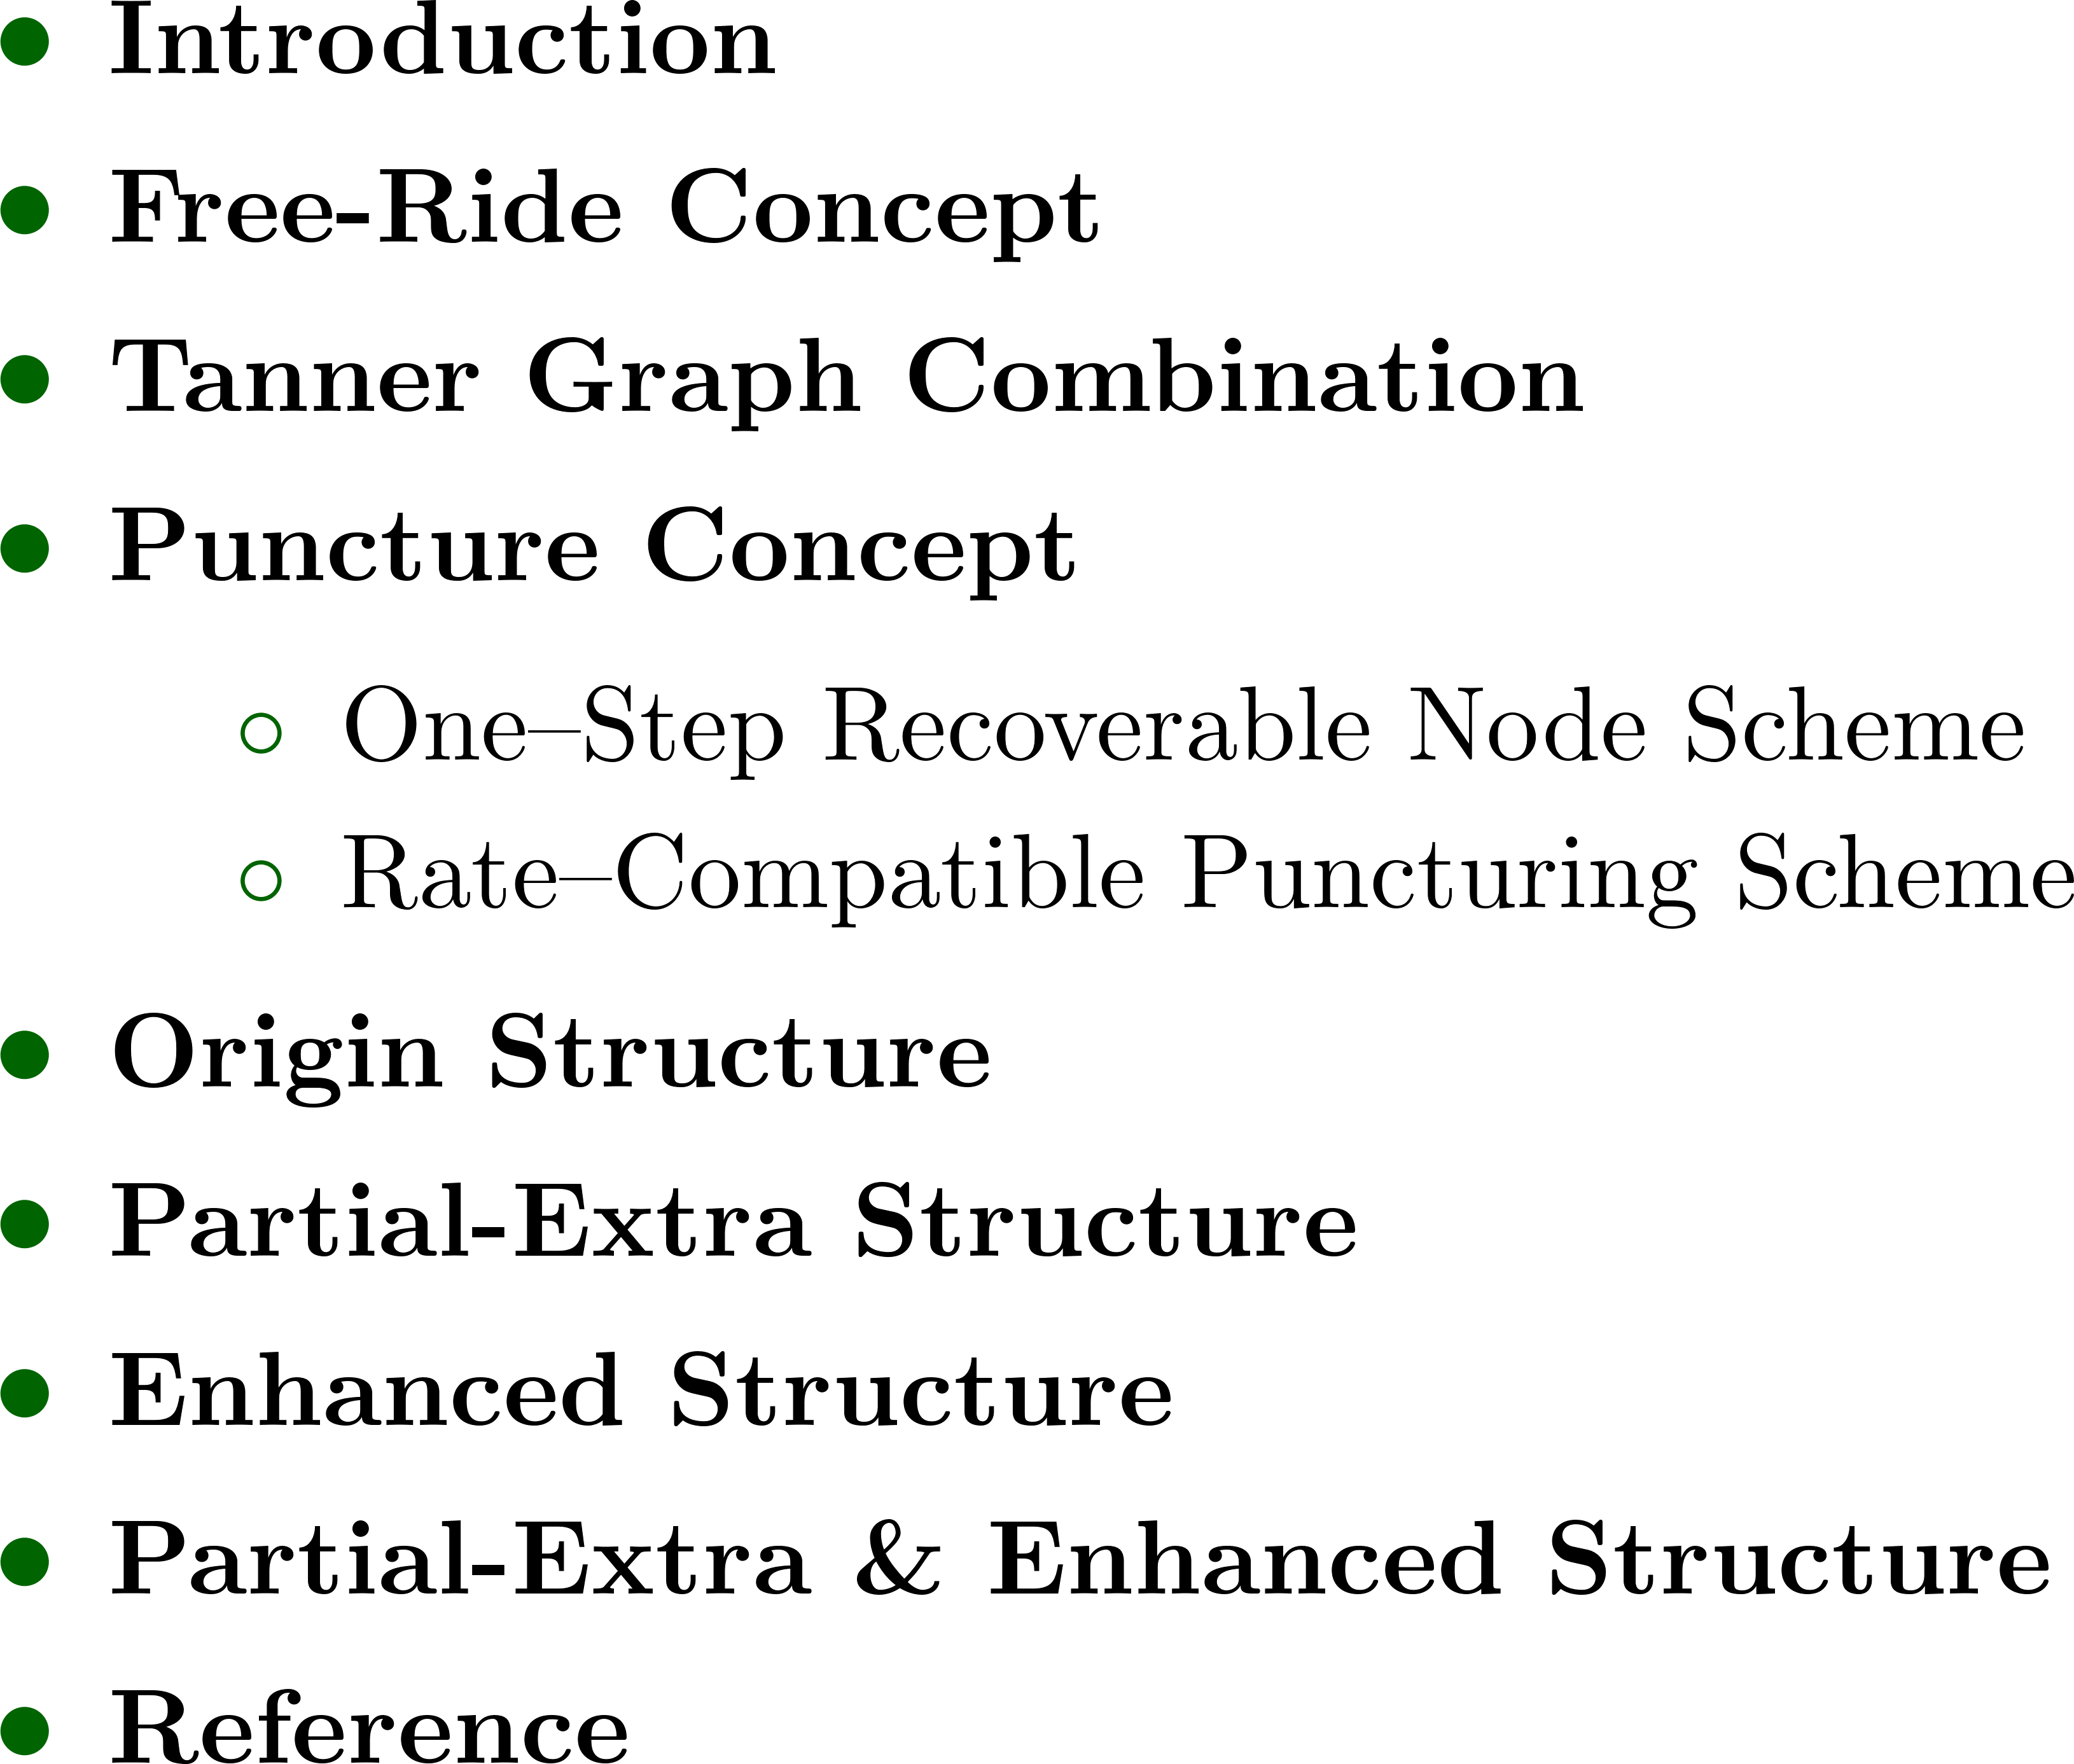 Introduction
Free-Ride Concept
Tanner Graph Combination
Puncture Concept
One–Step Recoverable Node Scheme
Rate–Compatible Puncturing Scheme
Origin Structure
Partial-Extra Structure
Enhanced Structure
Partial-Extra & Enhanced Structure
Reference